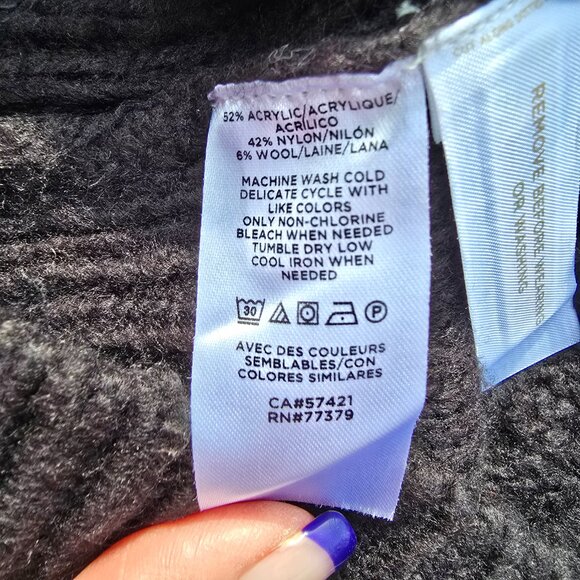 52% ACRYLIC/ACRYLIQUE/
ACRÍLICO
42% NYLON/NILÓN
6% WOOL/LAINE/LANA
MACHINE WASH COLD
DELICATE CYCLE WITH
LIKE COLORS
ONLY NON-CHLORINE
BLEACH WHEN NEEDED
TUMBLE DRY LOW
COOL IRON WHEN
NEEDED
30 P
AVEC DES COULEURS
SEMBLABLES/CON
COLORES SIMILARES
CA#57421
RN#77379
REMOVE BEFORE WEARING
OR WASHING